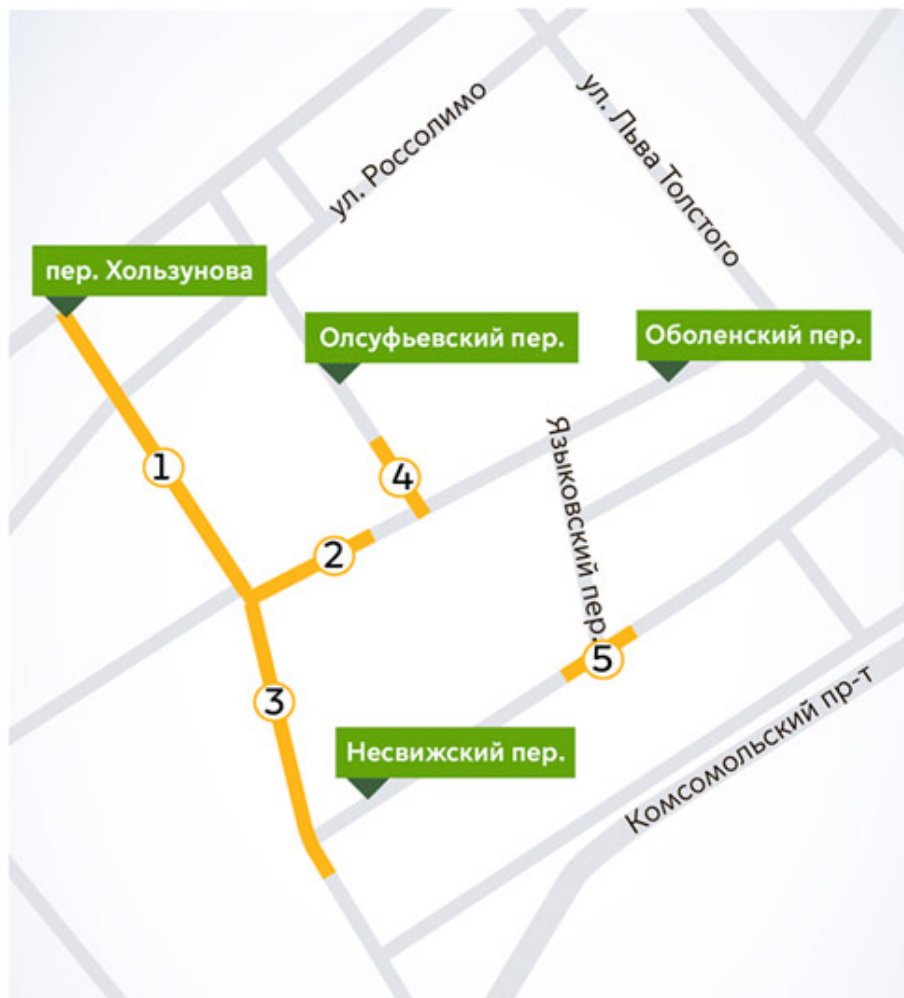 ул. Россолимо
ул. Льва Толстого
пер. Хользунова
Олсуфьевский пер.
Оболенский пер.
Языковский пер.
1
4
2
5
3
Несвижский пер.
Комсомольский пр-т